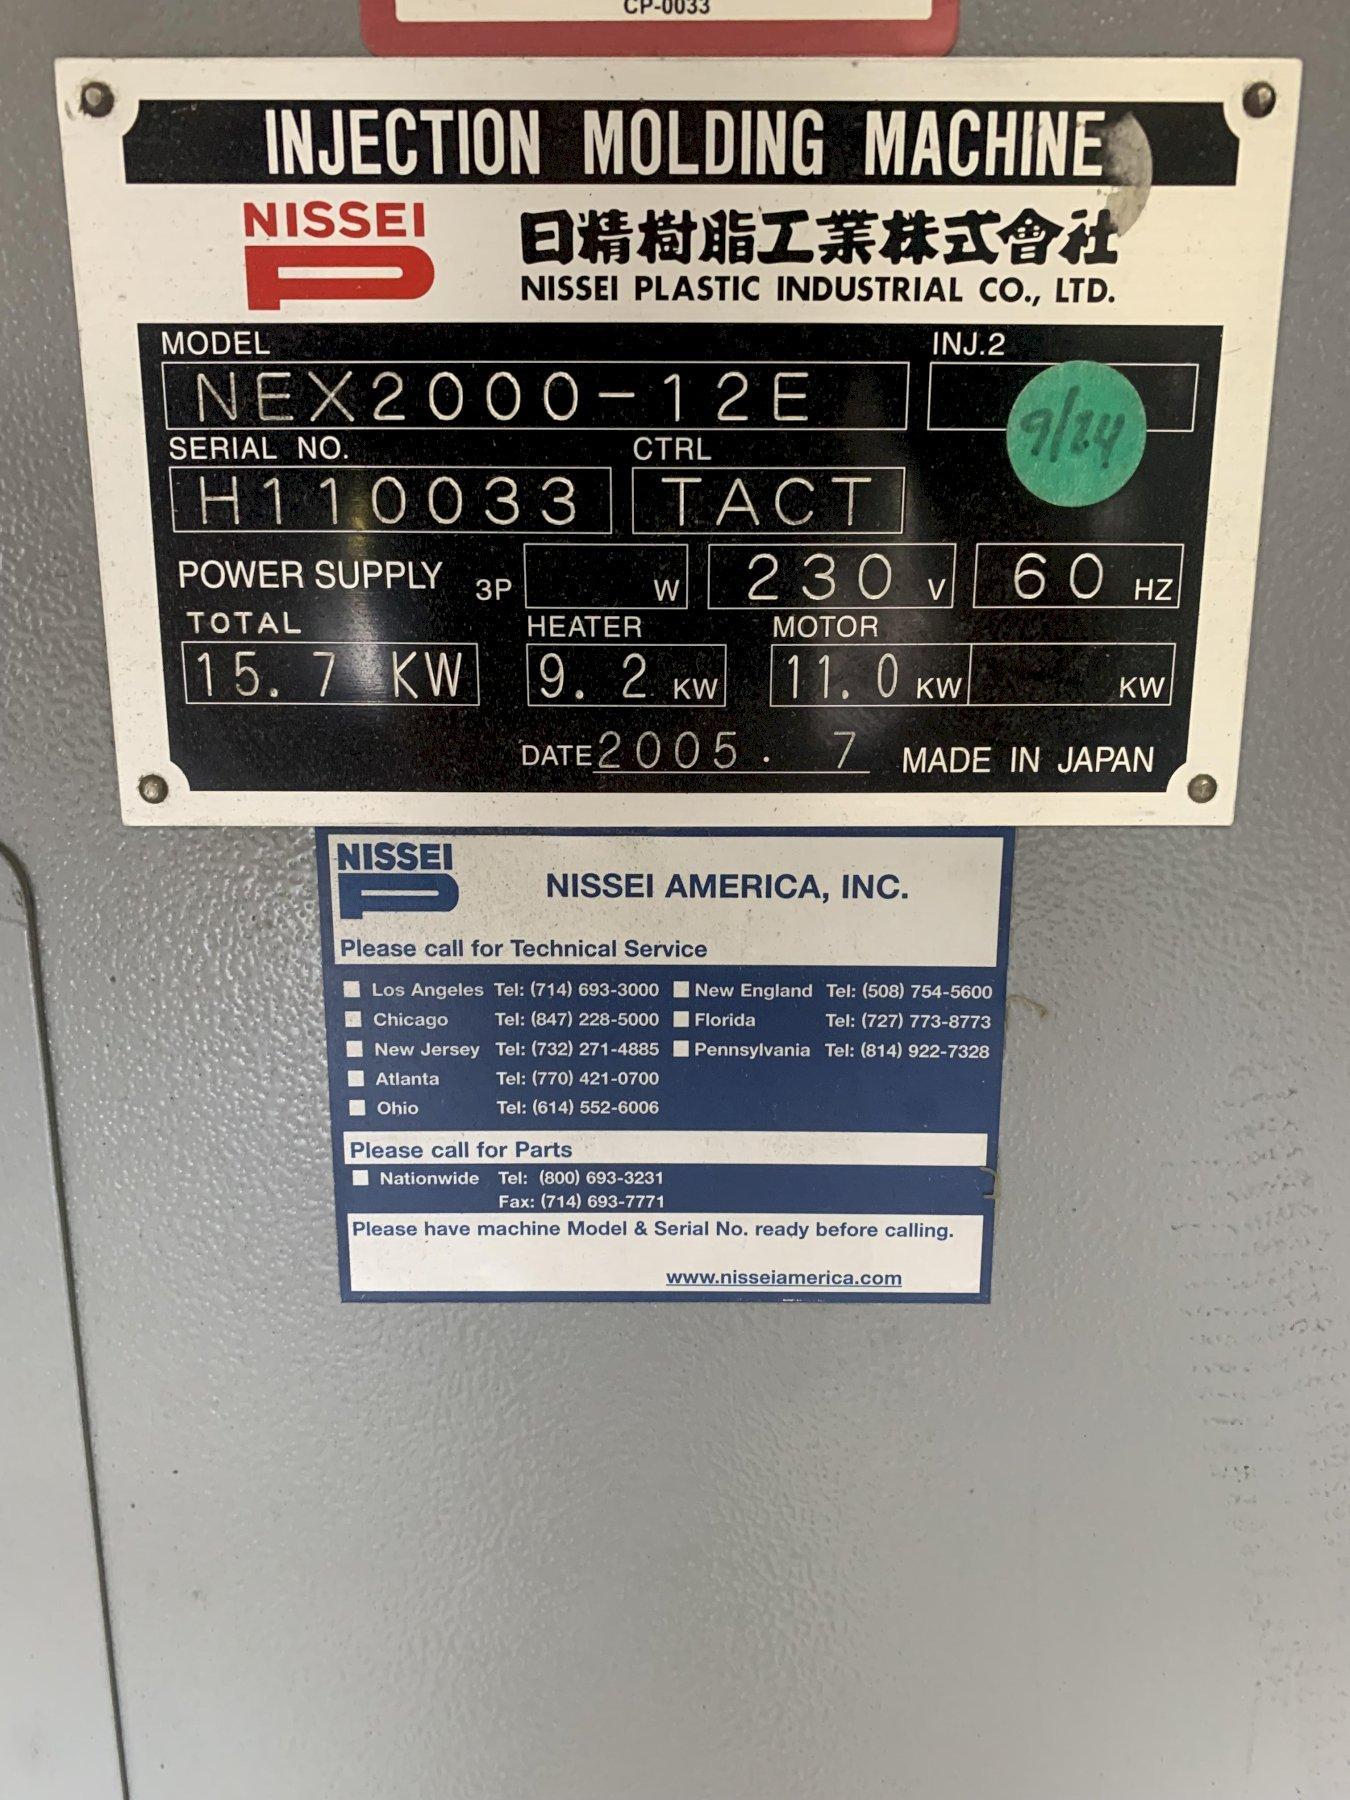 CP-0033
INJECTION MOLDING MACHINE
NISSEI
日精樹脂工業株式會社
NISSEI PLASTIC INDUSTRIAL CO., LTD.
MODEL INJ.2
NEX2000-12E
9/24
SERIAL NO. CTRL
H110033 TACT
POWER SUPPLY 3P W 230 V 60 HZ
TOTAL HEATER MOTOR
15.7 KW 9.2 KW 11.0 KW KW
DATE 2005. 7 MADE IN JAPAN
NISSEI
NISSEI AMERICA, INC.
Please call for Technical Service
Los Angeles Tel: (714) 693-3000 New England Tel: (508) 754-5600
Chicago Tel: (847) 228-5000 Florida Tel: (727) 773-8773
New Jersey Tel: (732) 271-4885 Pennsylvania Tel: (814) 922-7328
Atlanta Tel: (770) 421-0700
Ohio Tel: (614) 552-6006
Please call for Parts
Nationwide Tel: (800) 693-3231
Fax: (714) 693-7771
Please have machine Model & Serial No. ready before calling.
www.nisseiamerica.com